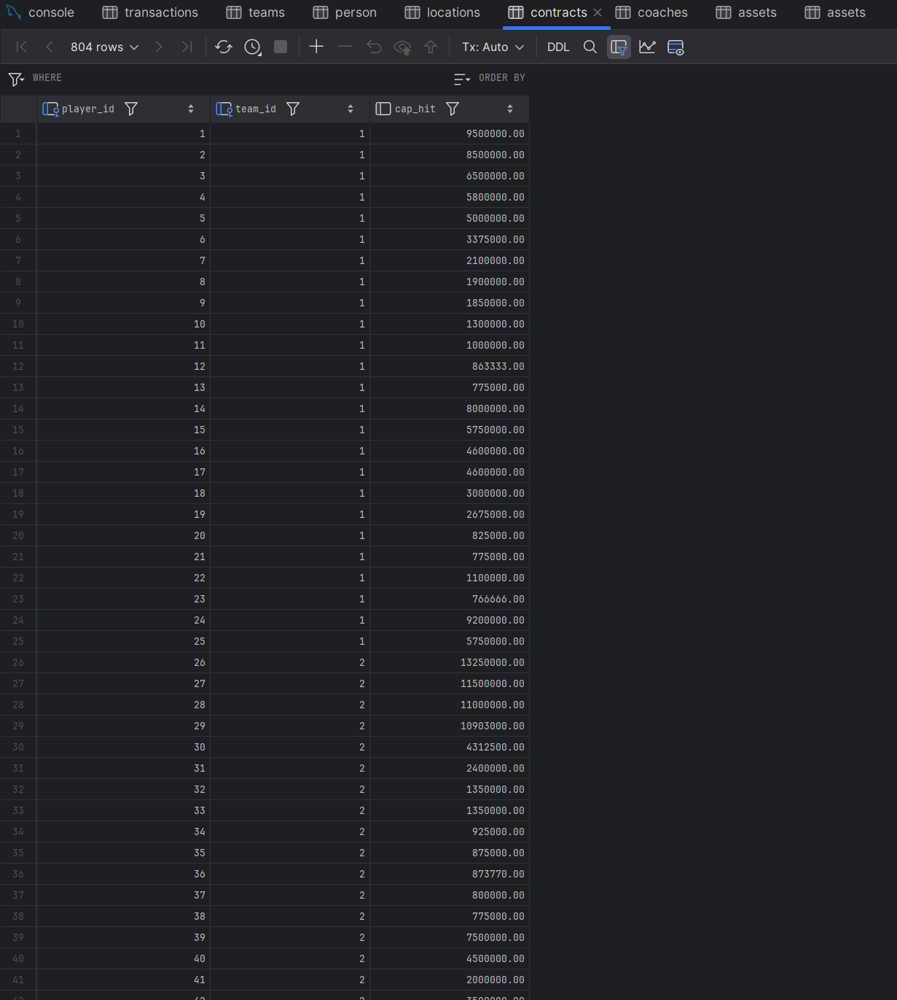 console transactions teams person locations contracts coaches assets assets
804 rows Tx: Auto DDL
WHERE ORDER BY
player_id team_id cap_hit
1 1 1 9500000.00
2 2 1 8500000.00
3 3 1 6500000.00
4 4 1 5800000.00
5 5 1 5000000.00
6 6 1 3375000.00
7 7 1 2100000.00
8 8 1 1900000.00
9 9 1 1850000.00
10 10 1 1300000.00
11 11 1 1000000.00
12 12 1 863333.00
13 13 1 775000.00
14 14 1 8000000.00
15 15 1 5750000.00
16 16 1 4600000.00
17 17 1 4600000.00
18 18 1 3000000.00
19 19 1 2675000.00
20 20 1 825000.00
21 21 1 775000.00
22 22 1 1100000.00
23 23 1 766666.00
24 24 1 9200000.00
25 25 1 5750000.00
26 26 2 13250000.00
27 27 2 11500000.00
28 28 2 11000000.00
29 29 2 10903000.00
30 30 2 4312500.00
31 31 2 2400000.00
32 32 2 1350000.00
33 33 2 1350000.00
34 34 2 925000.00
35 35 2 875000.00
36 36 2 873770.00
37 37 2 800000.00
38 38 2 775000.00
39 39 2 7500000.00
40 40 2 4500000.00
41 41 2 2000000.00
42 42 2 3500000.00